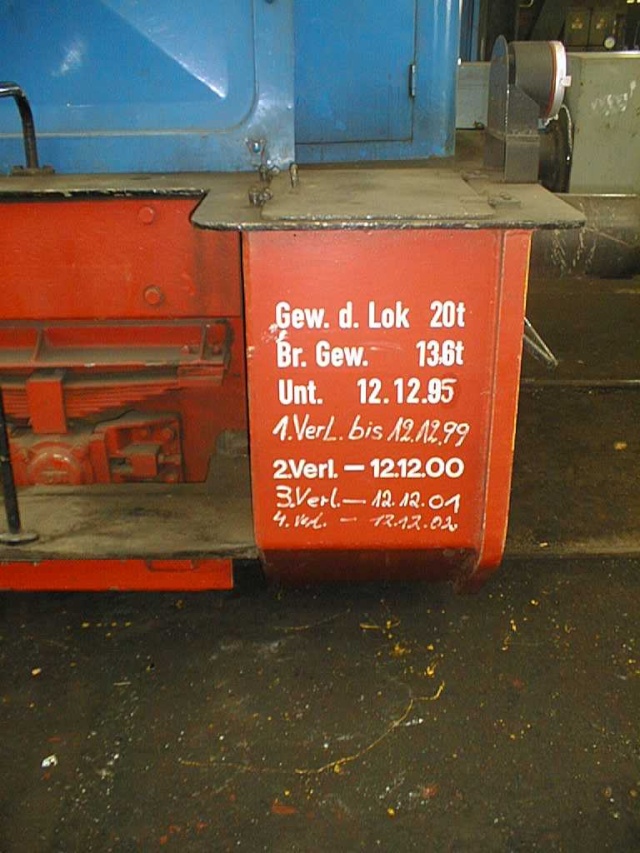 Gew. d. Lok 20t
Br. Gew. 13.6t
Unt. 12.12.95
1.Verl. bis 12.12.99
2.Verl. – 12.12.00
3.Verl. – 12.12.01
4. Verl. – 12.12.02